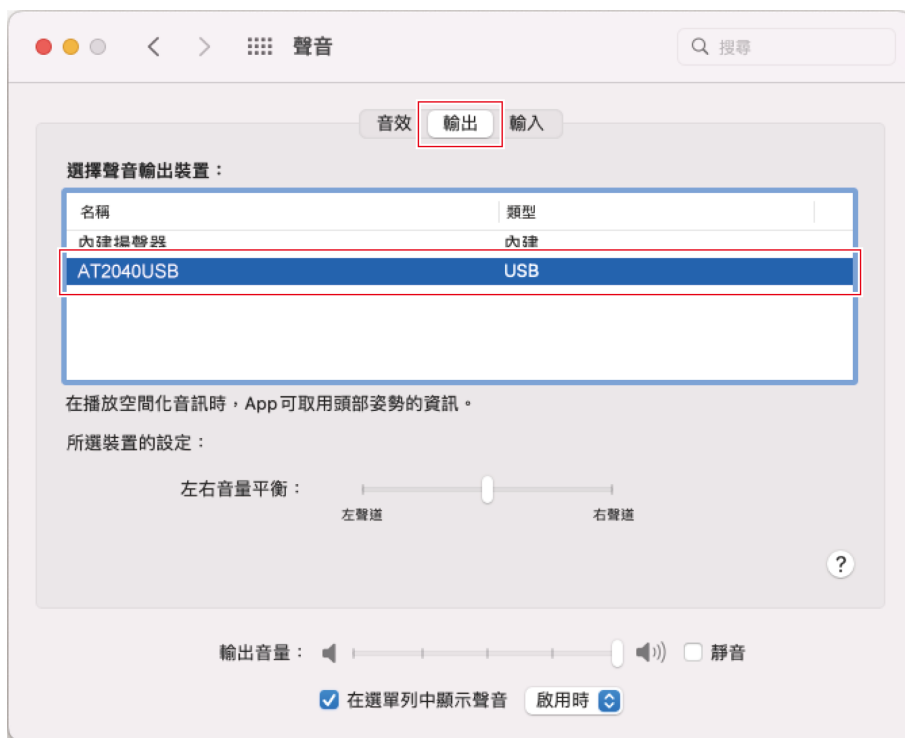 聲音
搜尋
音效 輸出 輸入
選擇聲音輸出裝置：
名稱 類型
內建揚聲器 內建
AT2040USB USB
在播放空間化音訊時，App 可取用頭部姿勢的資訊。
所選裝置的設定：
左右音量平衡：
左聲道 右聲道
?
輸出音量： 靜音
在選單列中顯示聲音 啟用時